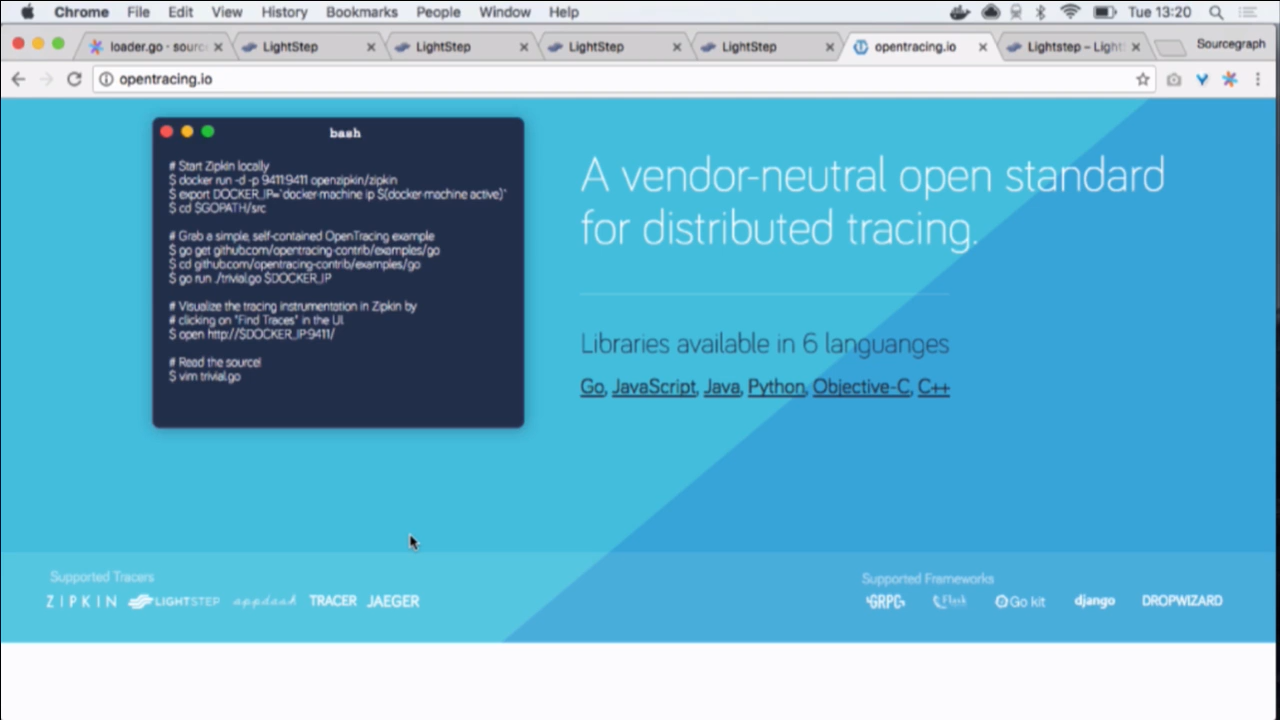 Chrome File Edit View History Bookmarks People Window Help Tue 13:20
loader.go - sourc LightStep LightStep LightStep LightStep opentracing.io Lightstep – Light Sourcegraph
opentracing.io
bash
# Start Zipkin locally
$ docker run -d -p 9411:9411 openzipkin/zipkin
$ export DOCKER_IP=`docker-machine ip $(docker-machine active)`
$ cd $GOPATH/src
# Grab a simple, self-contained OpenTracing example
$ go get github.com/opentracing-contrib/examples/go
$ cd github.com/opentracing-contrib/examples/go
$ go run ./trivial.go $DOCKER_IP
# Visualize the tracing instrumentation in Zipkin by
# clicking on "Find Traces" in the UI
$ open http://$DOCKER_IP:9411/
# Read the source!
$ vim trivial.go
A vendor-neutral open standard
for distributed tracing.
Libraries available in 6 languanges
Go, JavaScript, Java, Python, Objective-C, C++
Supported Tracers
ZIPKIN LIGHTSTEP appdash TRACER JAEGER
Supported Frameworks
GRPC Flask Go kit django DROPWIZARD